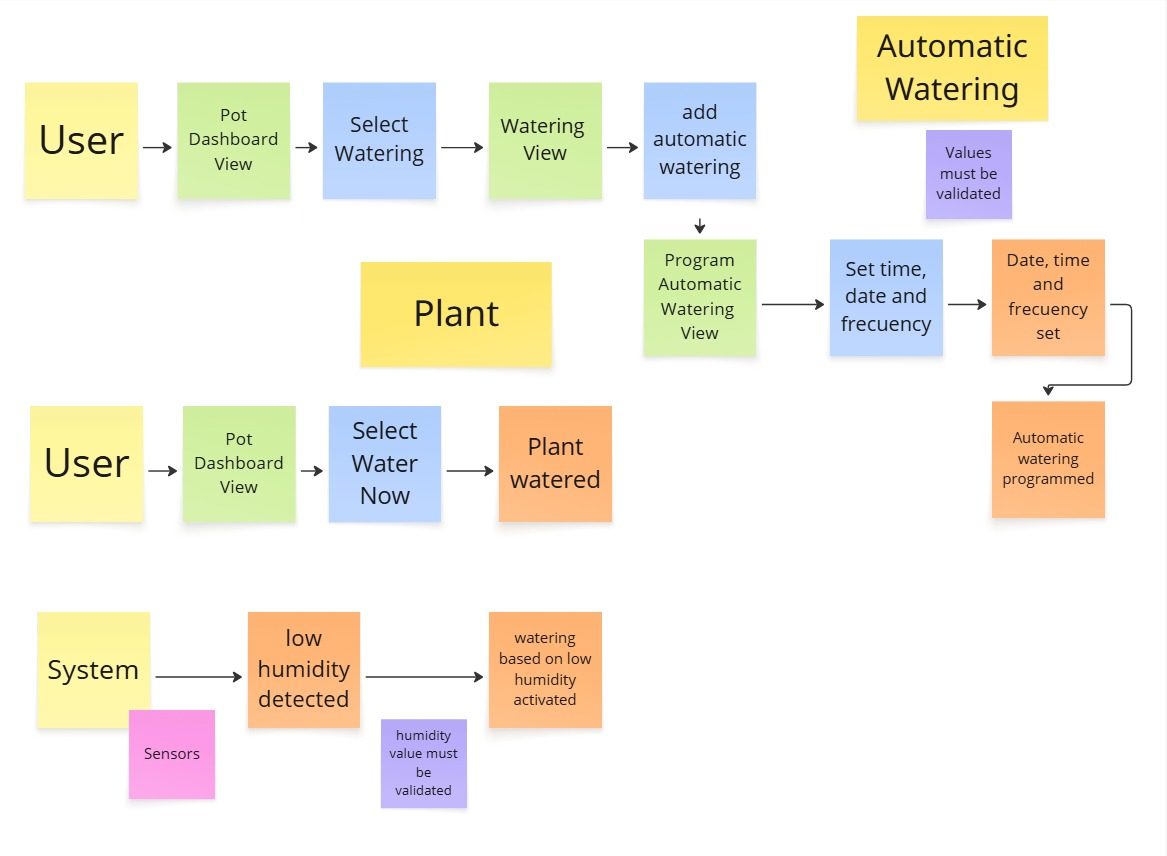 Automatic
Watering
User
Pot
Dashboard
View
Select
Watering
Watering
View
add
automatic
watering
Values
must be
validated
Plant
Program
Automatic
Watering
View
Set time,
date and
frecuency
Date, time
and
frecuency
set
Automatic
watering
programmed
User
Pot
Dashboard
View
Select
Water
Now
Plant
watered
System
Sensors
low
humidity
detected
humidity
value must
be
validated
watering
based on low
humidity
activated